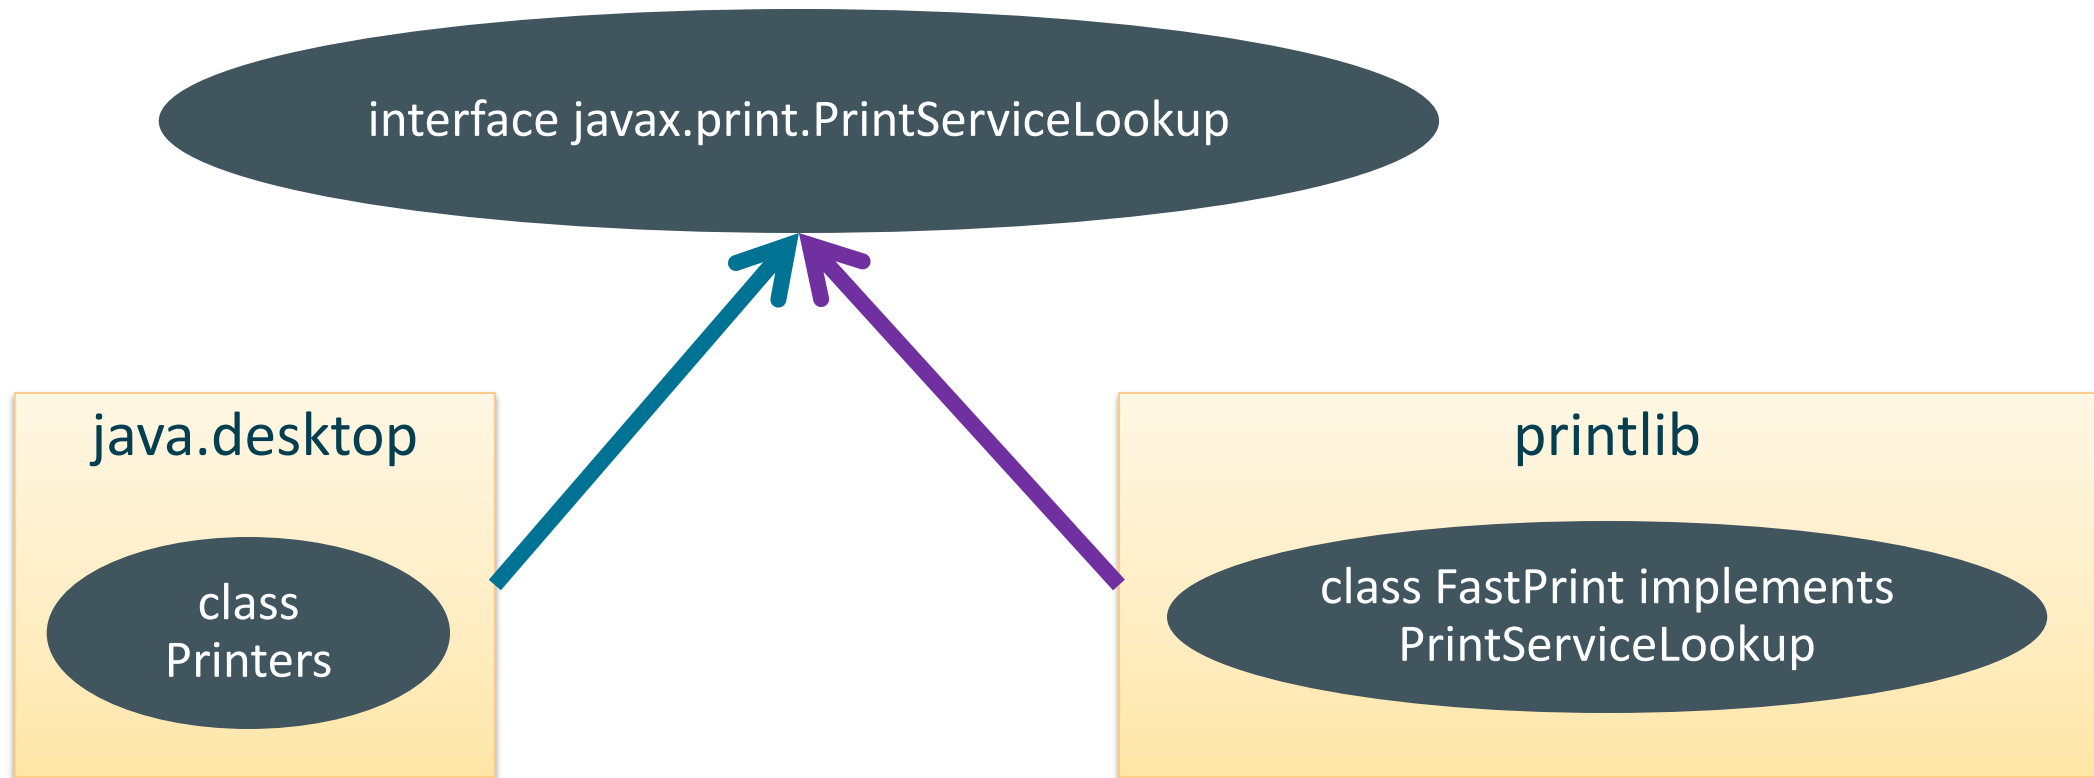 interface javax.print.PrintServiceLookup
java.desktop
class
Printers
printlib
class FastPrint implements
PrintServiceLookup